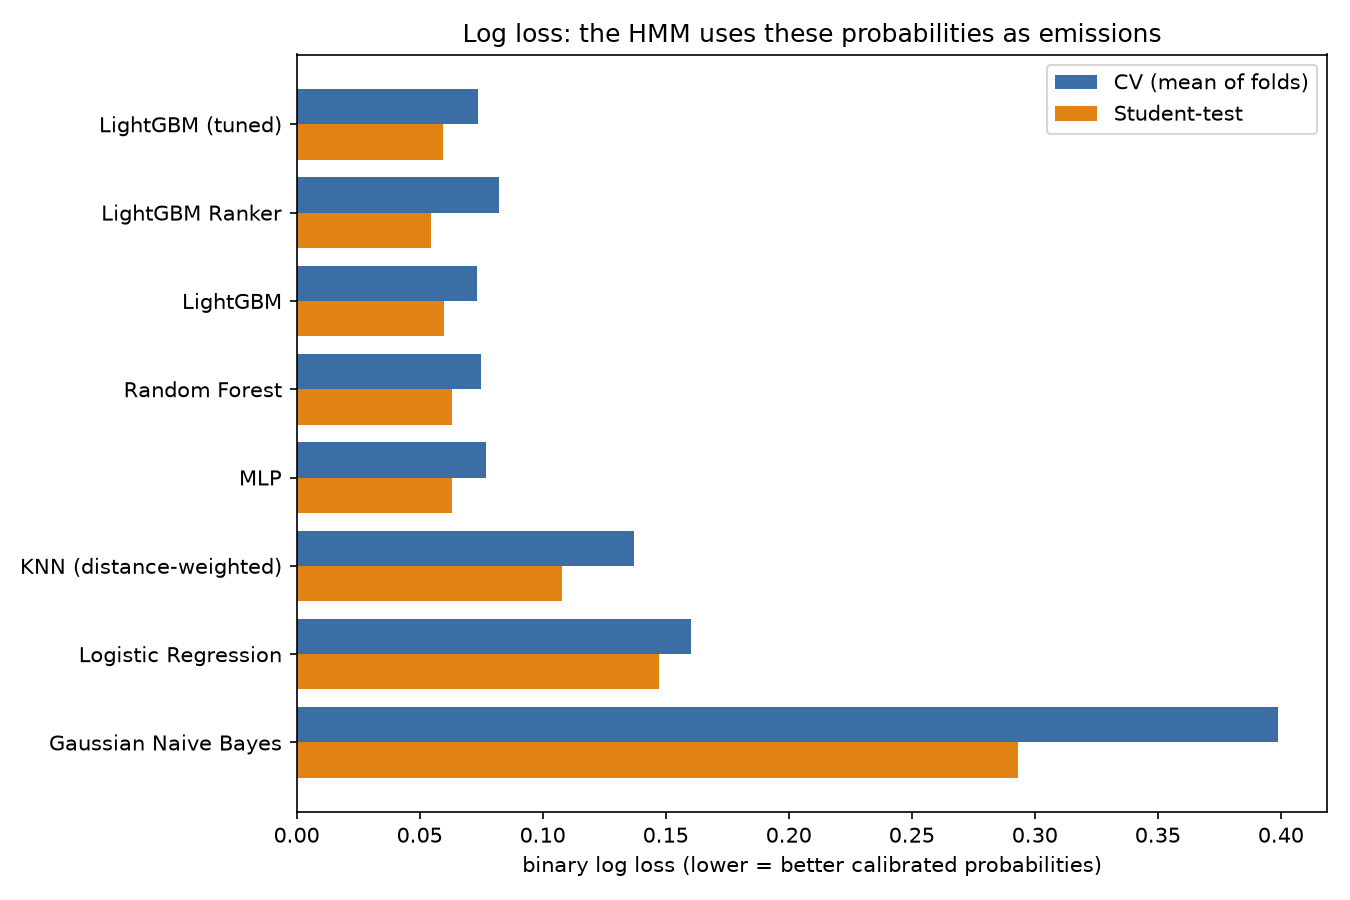 Log loss: the HMM uses these probabilities as emissions
CV (mean of folds)
Student-test
LightGBM (tuned)
LightGBM Ranker
LightGBM
Random Forest
MLP
KNN (distance-weighted)
Logistic Regression
Gaussian Naive Bayes
0.00 0.05 0.10 0.15 0.20 0.25 0.30 0.35 0.40
binary log loss (lower = better calibrated probabilities)